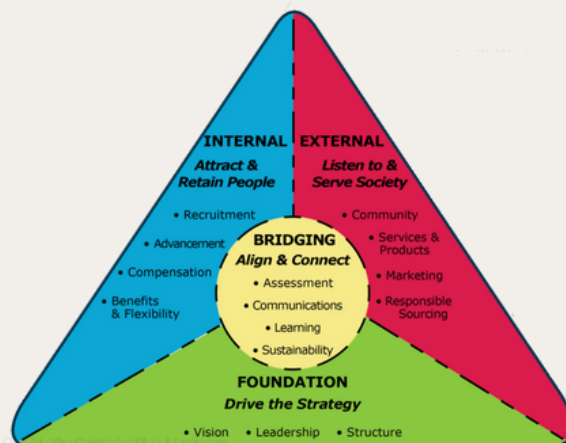 INTERNAL
Attract &
Retain People
• Recruitment
• Advancement
• Compensation
• Benefits
& Flexibility
EXTERNAL
Listen to &
Serve Society
• Community
• Services &
Products
• Marketing
• Responsible
Sourcing
BRIDGING
Align & Connect
• Assessment
• Communications
• Learning
• Sustainability
FOUNDATION
Drive the Strategy
• Vision • Leadership • Structure